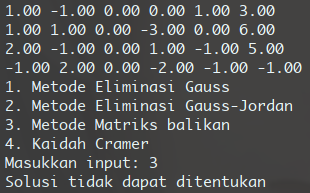 1.00 -1.00 0.00 0.00 1.00 3.00
1.00 1.00 0.00 -3.00 0.00 6.00
2.00 -1.00 0.00 1.00 -1.00 5.00
-1.00 2.00 0.00 -2.00 -1.00 -1.00
1. Metode Eliminasi Gauss
2. Metode Eliminasi Gauss-Jordan
3. Metode Matriks balikan
4. Kaidah Cramer
Masukkan input: 3
Solusi tidak dapat ditentukan